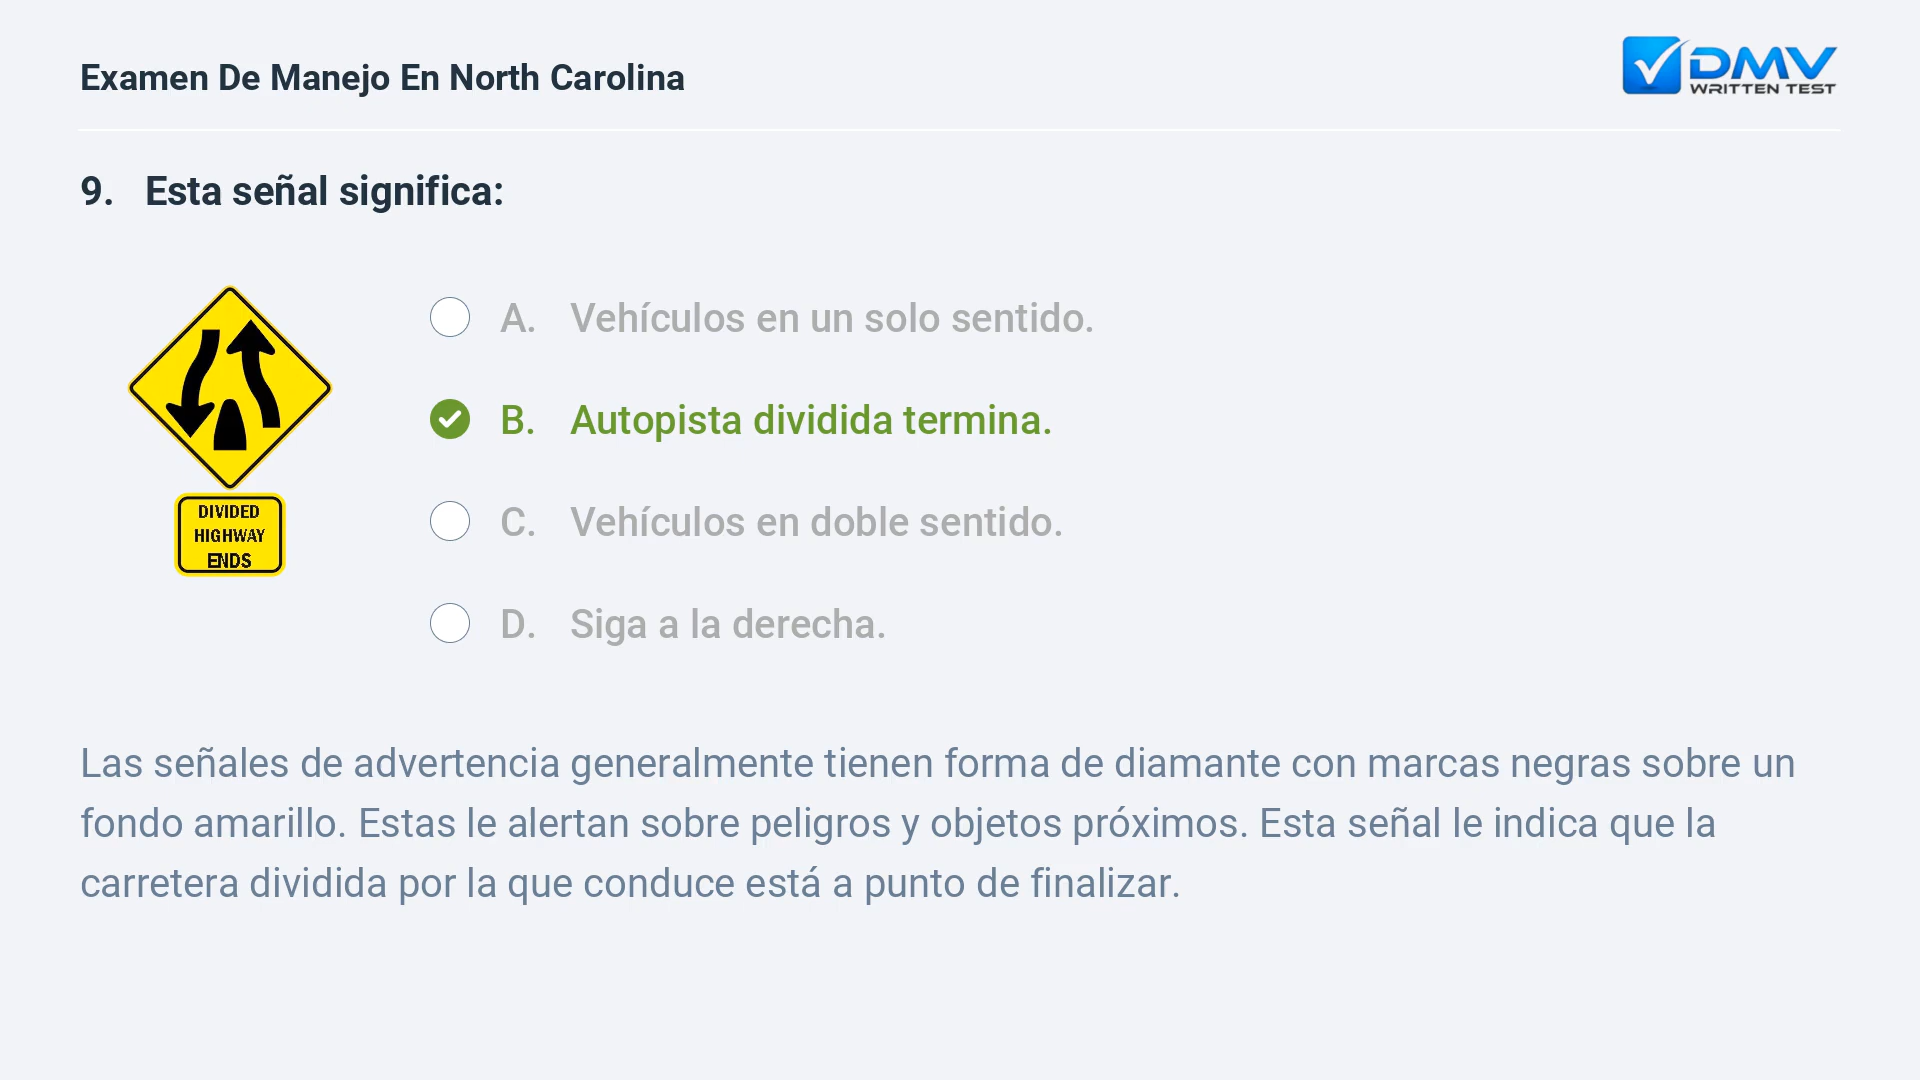 Examen De Manejo En North Carolina
DMV
WRITTEN TEST
9. Esta señal significa:
DIVIDED
HIGHWAY
ENDS
A. Vehículos en un solo sentido.
B. Autopista dividida termina.
C. Vehículos en doble sentido.
D. Siga a la derecha.
Las señales de advertencia generalmente tienen forma de diamante con marcas negras sobre un
fondo amarillo. Estas le alertan sobre peligros y objetos próximos. Esta señal le indica que la
carretera dividida por la que conduce está a punto de finalizar.